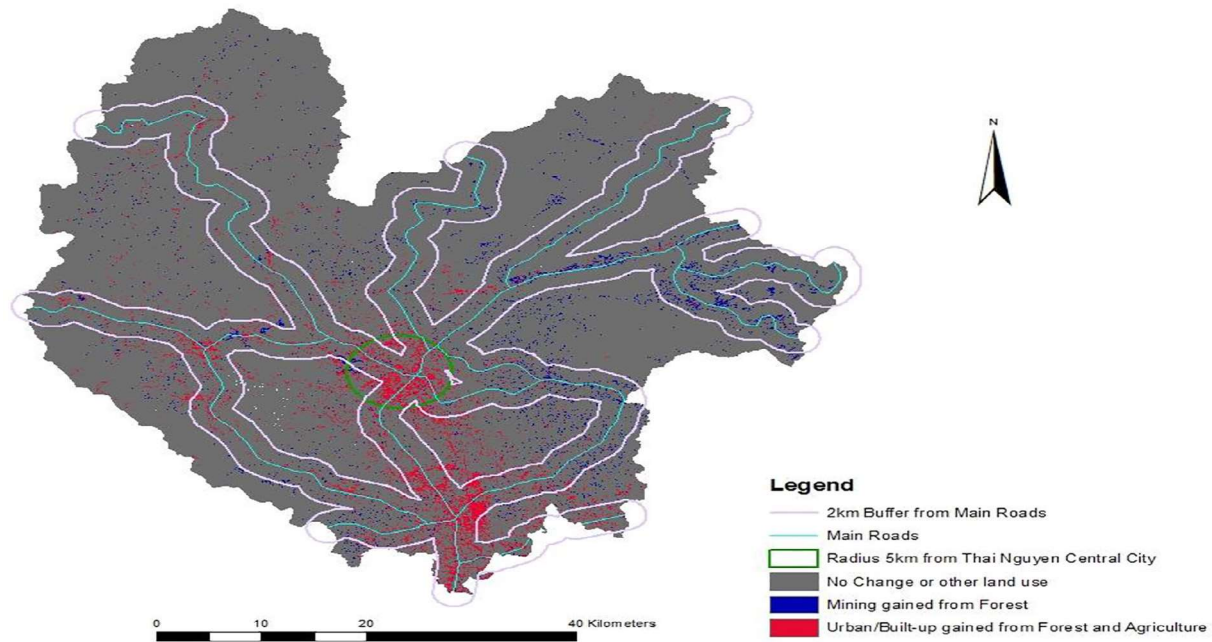 N
Legend
2km Buffer from Main Roads
Main Roads
Radius 5km from Thai Nguyen Central City
No Change or other land use
Mining gained from Forest
Urban/Built-up gained from Forest and Agriculture
0 10 20 40 Kilometers